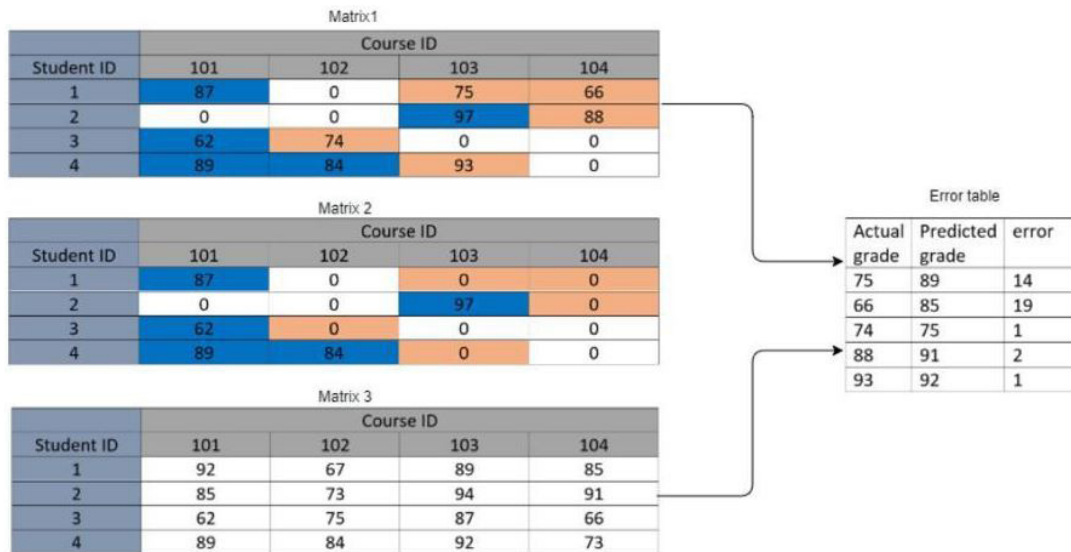 Matrix1
Course ID
Student ID 101 102 103 104
1 87 0 75 66
2 0 0 97 88
3 62 74 0 0
4 89 84 93 0
Matrix 2
Course ID
Student ID 101 102 103 104
1 87 0 0 0
2 0 0 97 0
3 62 0 0 0
4 89 84 0 0
Matrix 3
Course ID
Student ID 101 102 103 104
1 92 67 89 85
2 85 73 94 91
3 62 75 87 66
4 89 84 92 73
Error table
Actual Predicted error
grade grade
75 89 14
66 85 19
74 75 1
88 91 2
93 92 1